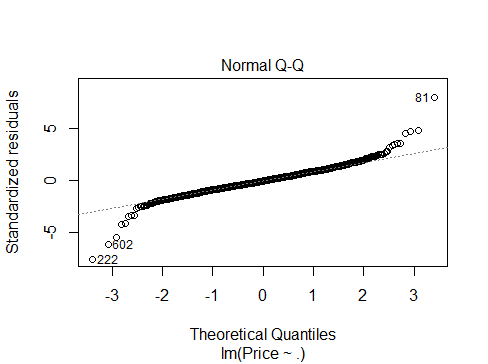 Normal Q-Q
Standardized residuals
5
0
-5
81
602
222
-3 -2 -1 0 1 2 3
Theoretical Quantiles
lm(Price ~ .)